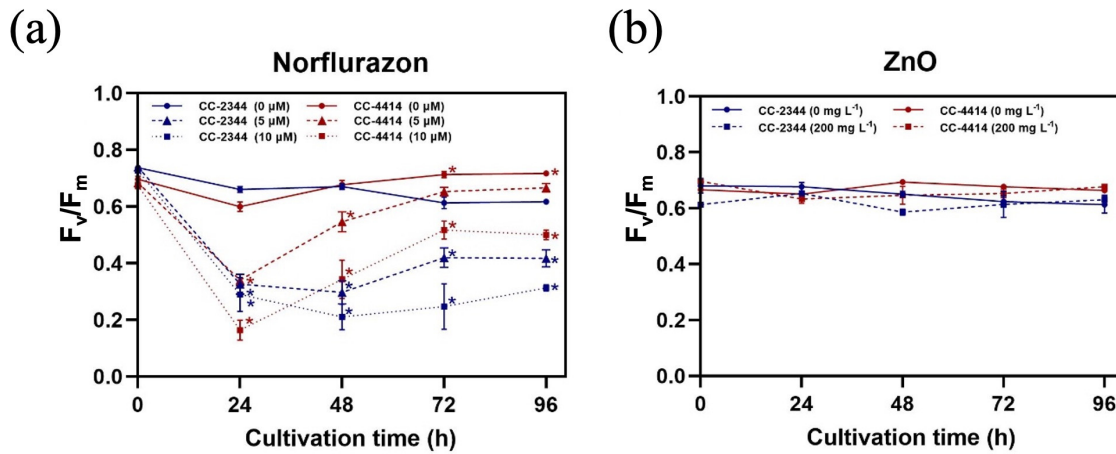 (a)
Norflurazon
CC-2344 (0 µM) CC-4414 (0 µM)
CC-2344 (5 µM) CC-4414 (5 µM)
CC-2344 (10 µM) CC-4414 (10 µM)
Fv/Fm
1.0
0.8
0.6
0.4
0.2
0.0
* * * * * * * * * * * * * * *
0 24 48 72 96
Cultivation time (h)
(b)
ZnO
CC-2344 (0 mg L⁻¹) CC-4414 (0 mg L⁻¹)
CC-2344 (200 mg L⁻¹) CC-4414 (200 mg L⁻¹)
Fv/Fm
1.0
0.8
0.6
0.4
0.2
0.0
0 24 48 72 96
Cultivation time (h)